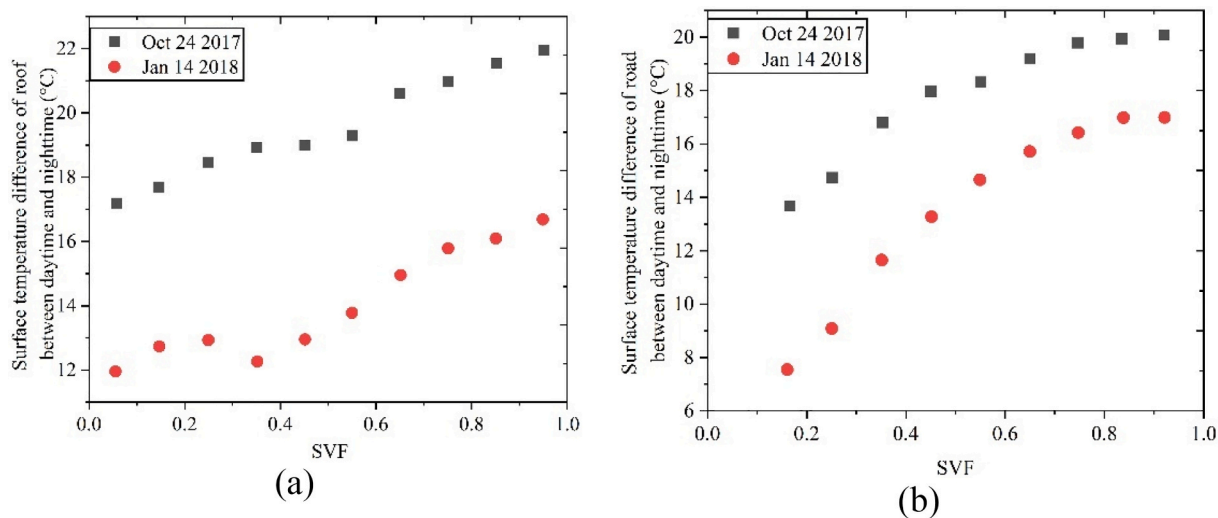 Oct 24 2017
Jan 14 2018
Surface temperature difference of roof
between daytime and nighttime (°C)
22
20
18
16
14
12
0.0 0.2 0.4 0.6 0.8 1.0
SVF
(a)
Oct 24 2017
Jan 14 2018
Surface temperature difference of road
between daytime and nighttime (°C)
20
18
16
14
12
10
8
6
0.0 0.2 0.4 0.6 0.8 1.0
SVF
(b)